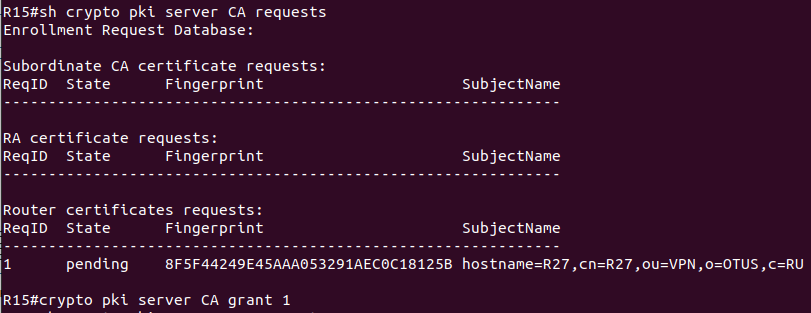 R15#sh crypto pki server CA requests
Enrollment Request Database:
Subordinate CA certificate requests:
ReqID  State      Fingerprint                        SubjectName
--------------------------------------------------------------
RA certificate requests:
ReqID  State      Fingerprint                        SubjectName
--------------------------------------------------------------
Router certificates requests:
ReqID  State      Fingerprint                        SubjectName
--------------------------------------------------------------
1      pending    8F5F44249E45AAA053291AEC0C18125B hostname=R27,cn=R27,ou=VPN,o=OTUS,c=RU
R15#crypto pki server CA grant 1